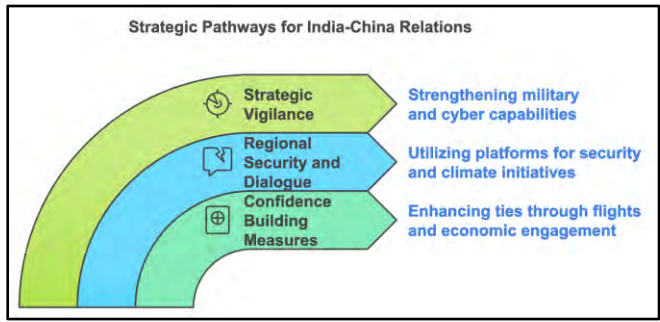 Strategic Pathways for India-China Relations
Strategic
Vigilance
Strengthening military
and cyber capabilities
Regional
Security and
Dialogue
Utilizing platforms for security
and climate initiatives
Confidence
Building
Measures
Enhancing ties through flights
and economic engagement